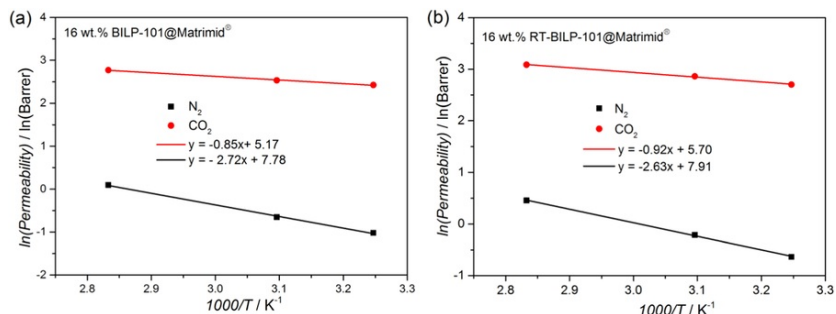 (a)
16 wt.% BILP-101@Matrimid®
ln(Permeability) / ln(Barrer)
4
3
2
1
0
-1
-2
N2
CO2
y = -0.85x+ 5.17
y = - 2.72x + 7.78
2.8 2.9 3.0 3.1 3.2 3.3
1000/T / K-1
(b)
16 wt.% RT-BILP-101@Matrimid®
ln(Permeability) / ln(Barrer)
4
3
2
1
0
-1
N2
CO2
y = -0.92x + 5.70
y = -2.63x + 7.91
2.8 2.9 3.0 3.1 3.2 3.3
1000/T / K-1